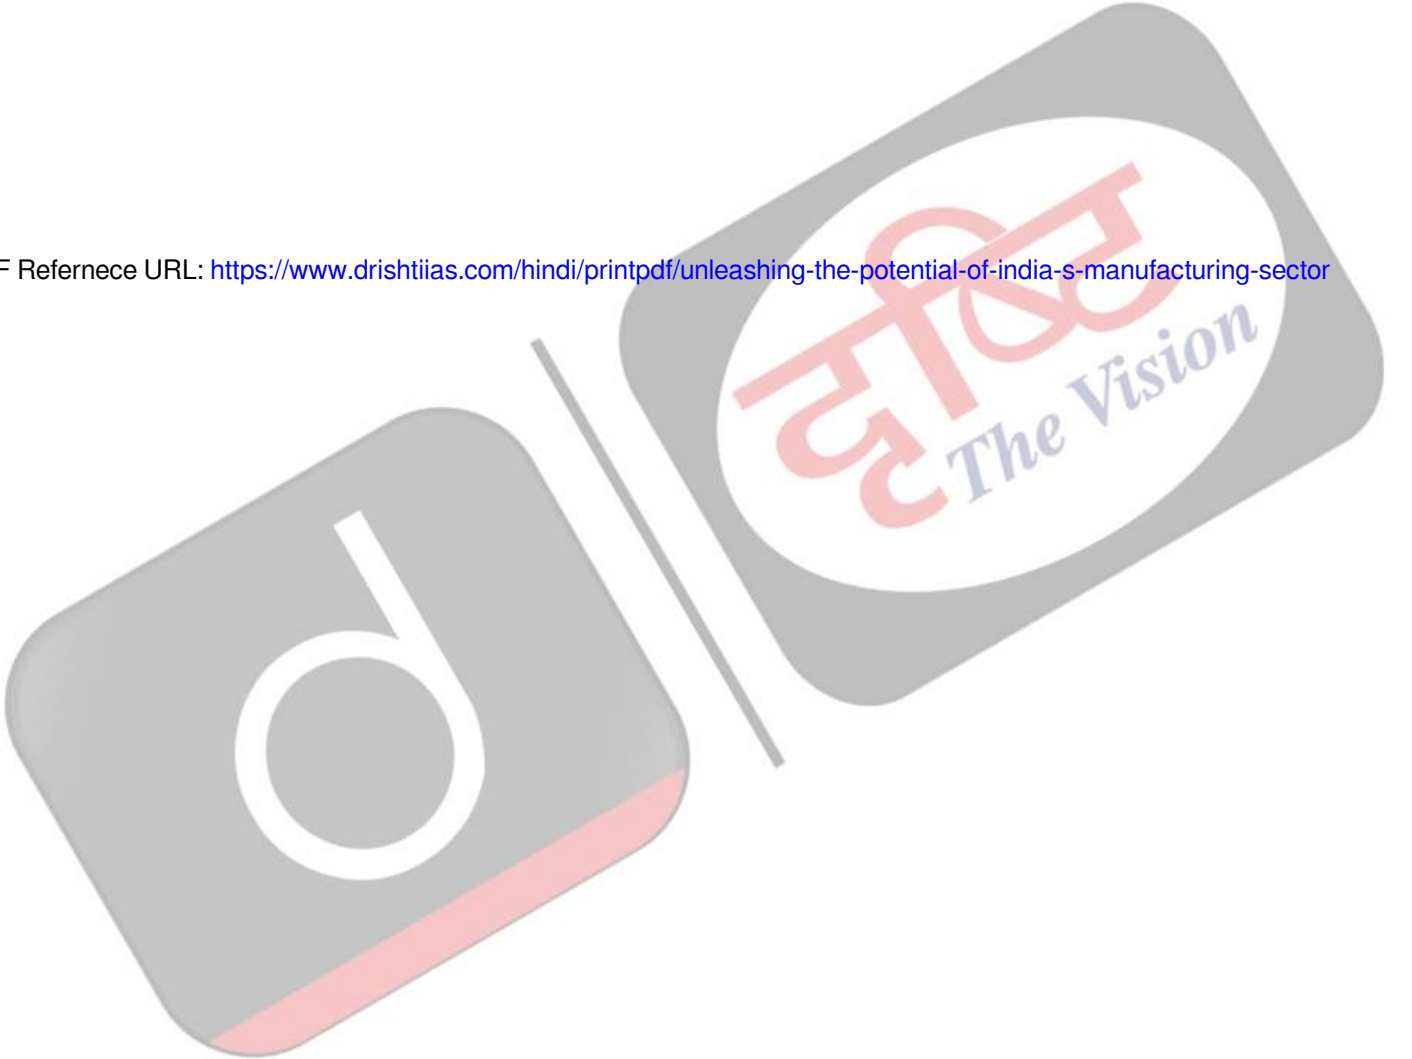 F Refernece URL: https://www.drishtiias.com/hindi/printpdf/unleashing-the-potential-of-india-s-manufacturing-sector
दृष्टि
The Vision
d